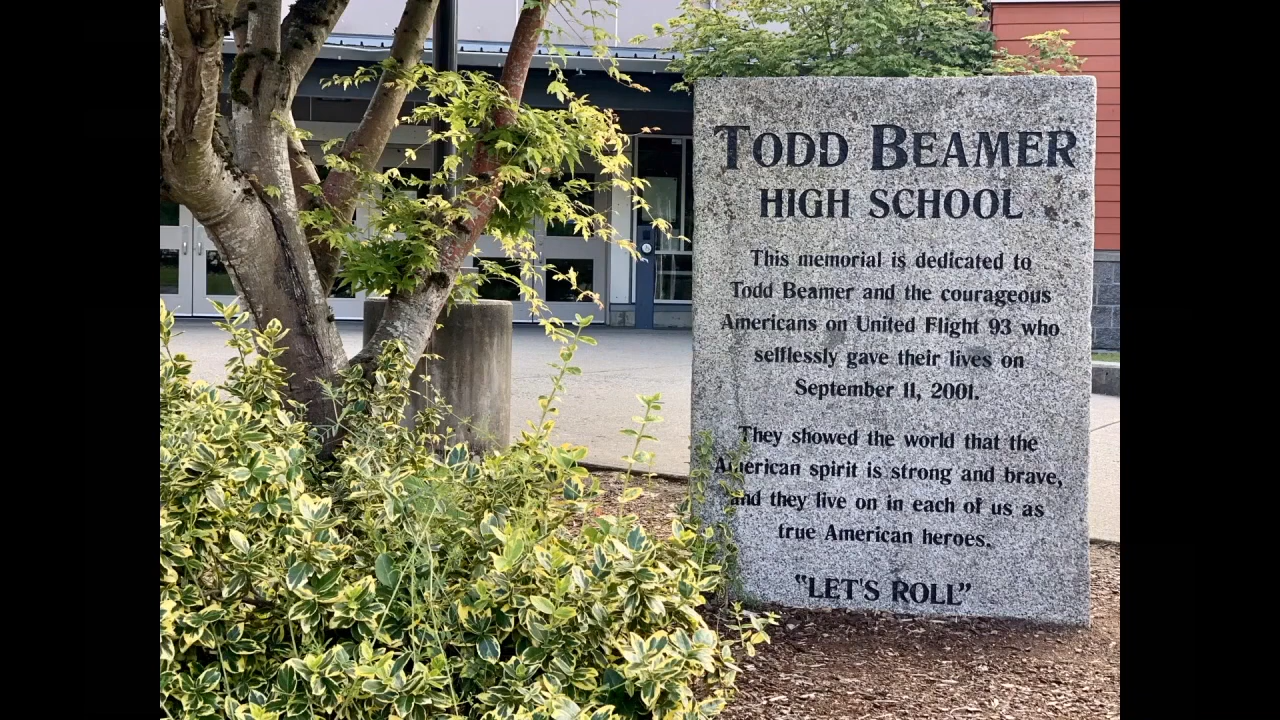 TODD BEAMER
HIGH SCHOOL
This memorial is dedicated to
Todd Beamer and the courageous
Americans on United Flight 93 who
selflessly gave their lives on
September 11, 2001.
They showed the world that the
American spirit is strong and brave,
and they live on in each of us as
true American heroes.
"LET'S ROLL"